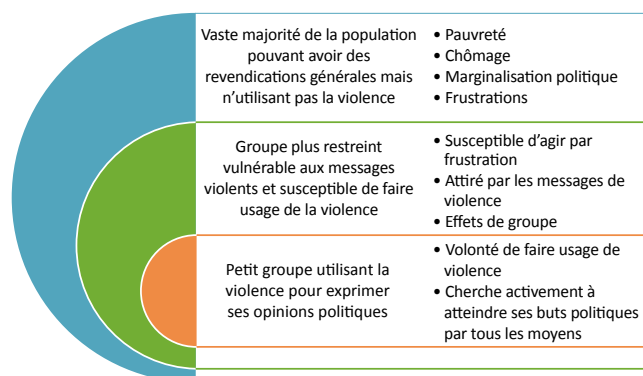 Vaste majorité de la population
pouvant avoir des
revendications générales mais
n'utilisant pas la violence
• Pauvreté
• Chômage
• Marginalisation politique
• Frustrations
Groupe plus restreint
vulnérable aux messages
violents et susceptible de faire
usage de la violence
• Susceptible d'agir par
frustration
• Attiré par les messages de
violence
• Effets de groupe
Petit groupe utilisant la
violence pour exprimer
ses opinions politiques
• Volonté de faire usage de
violence
• Cherche activement à
atteindre ses buts politiques
par tous les moyens